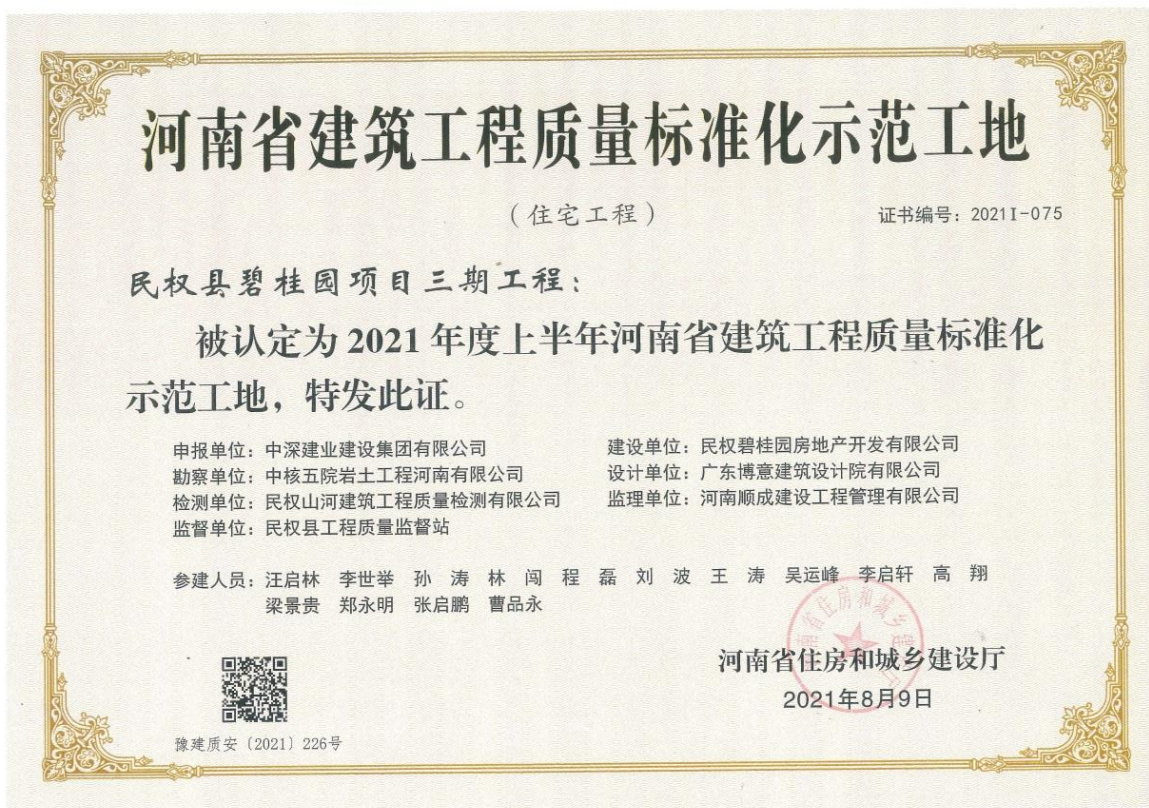 河南省建筑工程质量标准化示范工地
（住宅工程）
证书编号：2021I-075
民权县碧桂园项目三期工程：
被认定为 2021 年度上半年河南省建筑工程质量标准化
示范工地，特发此证。
申报单位：中深建业建设集团有限公司
建设单位：民权碧桂园房地产开发有限公司
勘察单位：中核五院岩土工程河南有限公司
设计单位：广东博意建筑设计院有限公司
检测单位：民权山河建筑工程质量检测有限公司
监理单位：河南顺成建设工程管理有限公司
监督单位：民权县工程质量监督站
参建人员：汪启林 李世举 孙 涛 林 闯 程 磊 刘 波 王 涛 吴运峰 李启轩 高 翔
梁景贵 郑永明 张启鹏 曹品永
河南省住房和城乡建设厅
2021年8月9日
豫建质安〔2021〕226号